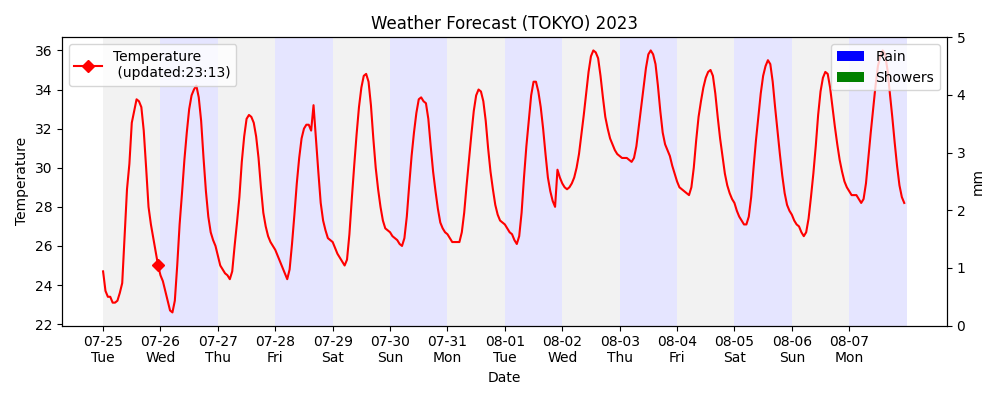 Weather Forecast (TOKYO) 2023
Temperature
(updated:23:13)
Rain
Showers
36
34
32
30
28
26
24
22
Temperature
5
4
3
2
1
0
mm
07-25 07-26 07-27 07-28 07-29 07-30 07-31 08-01 08-02 08-03 08-04 08-05 08-06 08-07
Tue Wed Thu Fri Sat Sun Mon Tue Wed Thu Fri Sat Sun Mon
Date